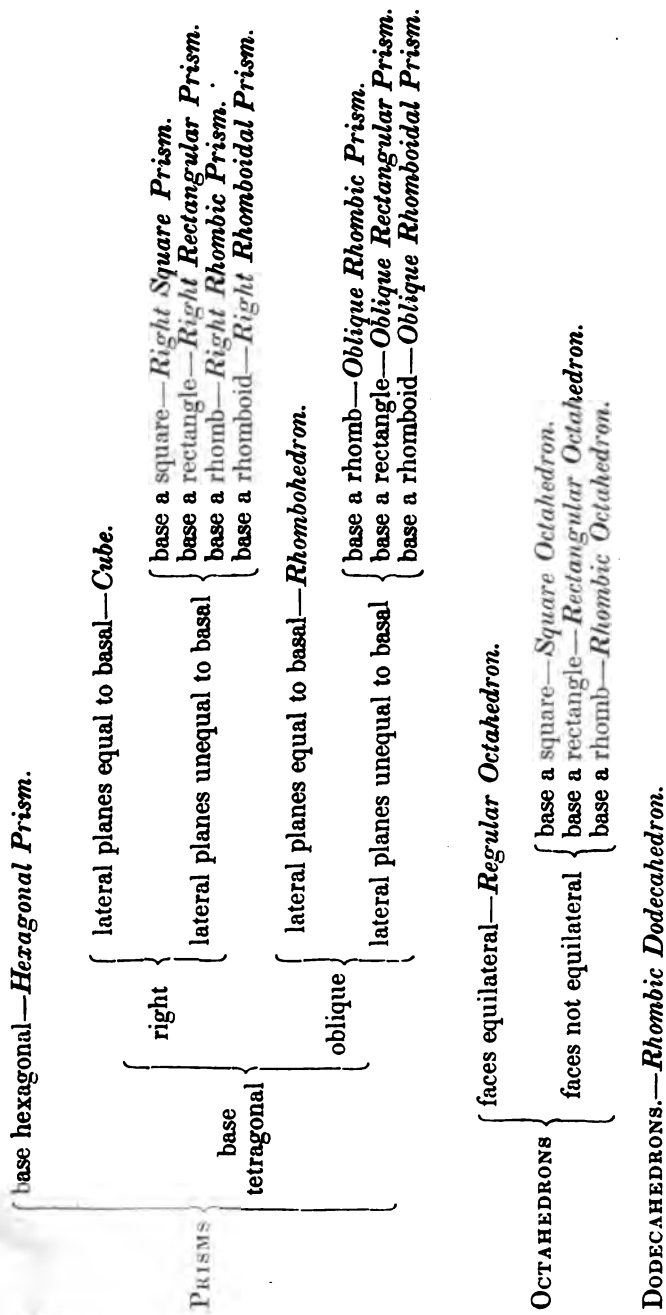 PRISMS
base hexagonal—Hexagonal Prism.
base
tetragonal
right
lateral planes equal to basal—Cube.
lateral planes unequal to basal
base a square—Right Square Prism.
base a rectangle—Right Rectangular Prism.
base a rhomb—Right Rhombic Prism.
base a rhomboid—Right Rhomboidal Prism.
oblique
lateral planes equal to basal—Rhombohedron.
lateral planes unequal to basal
base a rhomb—Oblique Rhombic Prism.
base a rectangle—Oblique Rectangular Prism.
base a rhomboid—Oblique Rhomboidal Prism.
OCTAHEDRONS
faces equilateral—Regular Octahedron.
faces not equilateral
base a square—Square Octahedron.
base a rectangle—Rectangular Octahedron.
base a rhomb—Rhombic Octahedron.
DODECAHEDRONS.—Rhombic Dodecahedron.